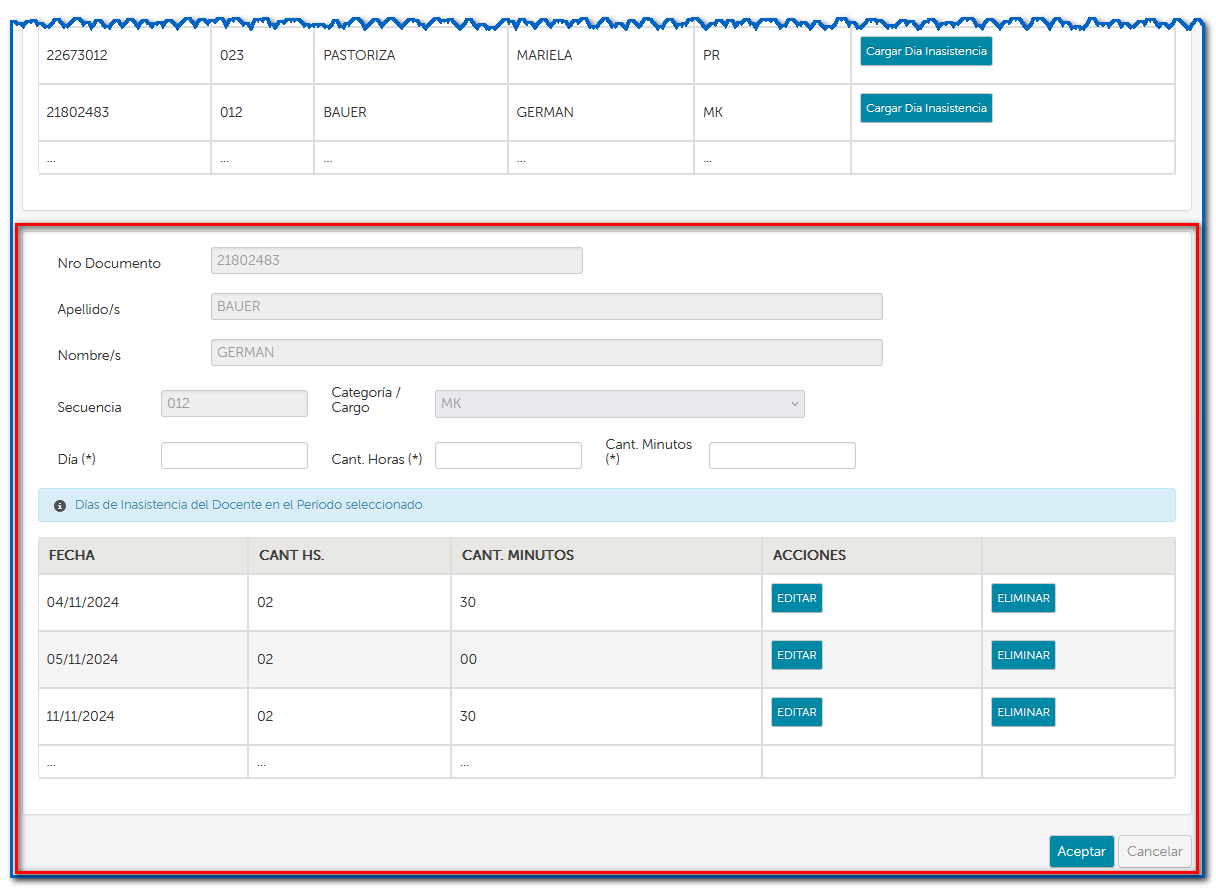 22673012 023 PASTORIZA MARIELA PR Cargar Dia Inasistencia
21802483 012 BAUER GERMAN MK Cargar Dia Inasistencia
... ... ... ... ...
Nro Documento 21802483
Apellido/s BAUER
Nombre/s GERMAN
Secuencia 012 Categoría /
Cargo MK
Día (*) Cant. Horas (*) Cant. Minutos
(*)
Días de Inasistencia del Docente en el Periodo seleccionado
FECHA CANT HS. CANT. MINUTOS ACCIONES
04/11/2024 02 30 EDITAR ELIMINAR
05/11/2024 02 00 EDITAR ELIMINAR
11/11/2024 02 30 EDITAR ELIMINAR
... ... ...
Aceptar Cancelar